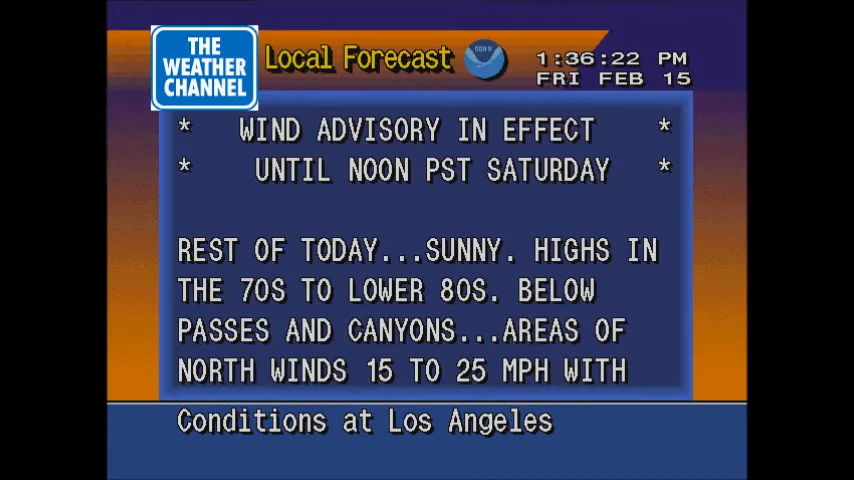 THE
WEATHER
CHANNEL
Local Forecast
NOAA
1:36:22 PM
FRI FEB 15
* WIND ADVISORY IN EFFECT *
* UNTIL NOON PST SATURDAY *
REST OF TODAY...SUNNY. HIGHS IN
THE 70S TO LOWER 80S. BELOW
PASSES AND CANYONS...AREAS OF
NORTH WINDS 15 TO 25 MPH WITH
Conditions at Los Angeles